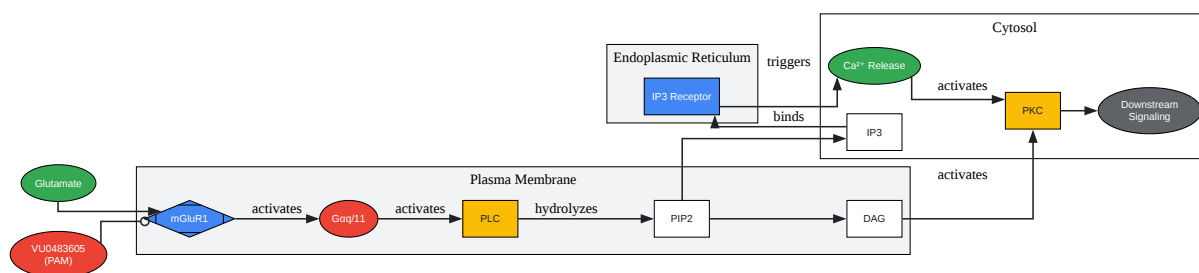 Cytosol
Endoplasmic Reticulum
triggers
Ca²⁺ Release
IP3 Receptor
activates
PKC
Downstream
Signaling
binds
IP3
Plasma Membrane
activates
Glutamate
mGluR1
activates
Gαq/11
activates
PLC
hydrolyzes
PIP2
DAG
VU0483605
(PAM)